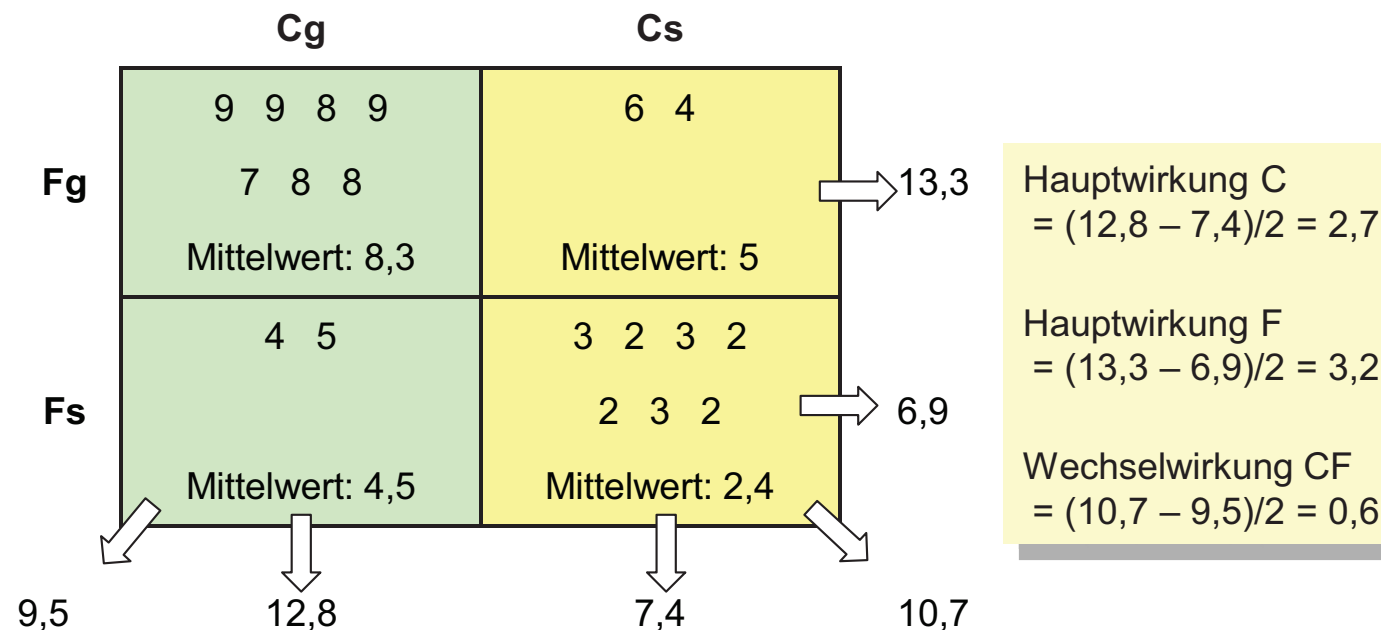 Cg Cs
9 9 8 9 6 4
Fg 7 8 8 13,3
Mittelwert: 8,3 Mittelwert: 5
4 5 3 2 3 2
Fs 2 3 2 6,9
Mittelwert: 4,5 Mittelwert: 2,4
9,5 12,8 7,4 10,7
Hauptwirkung C
= (12,8 – 7,4)/2 = 2,7
Hauptwirkung F
= (13,3 – 6,9)/2 = 3,2
Wechselwirkung CF
= (10,7 – 9,5)/2 = 0,6